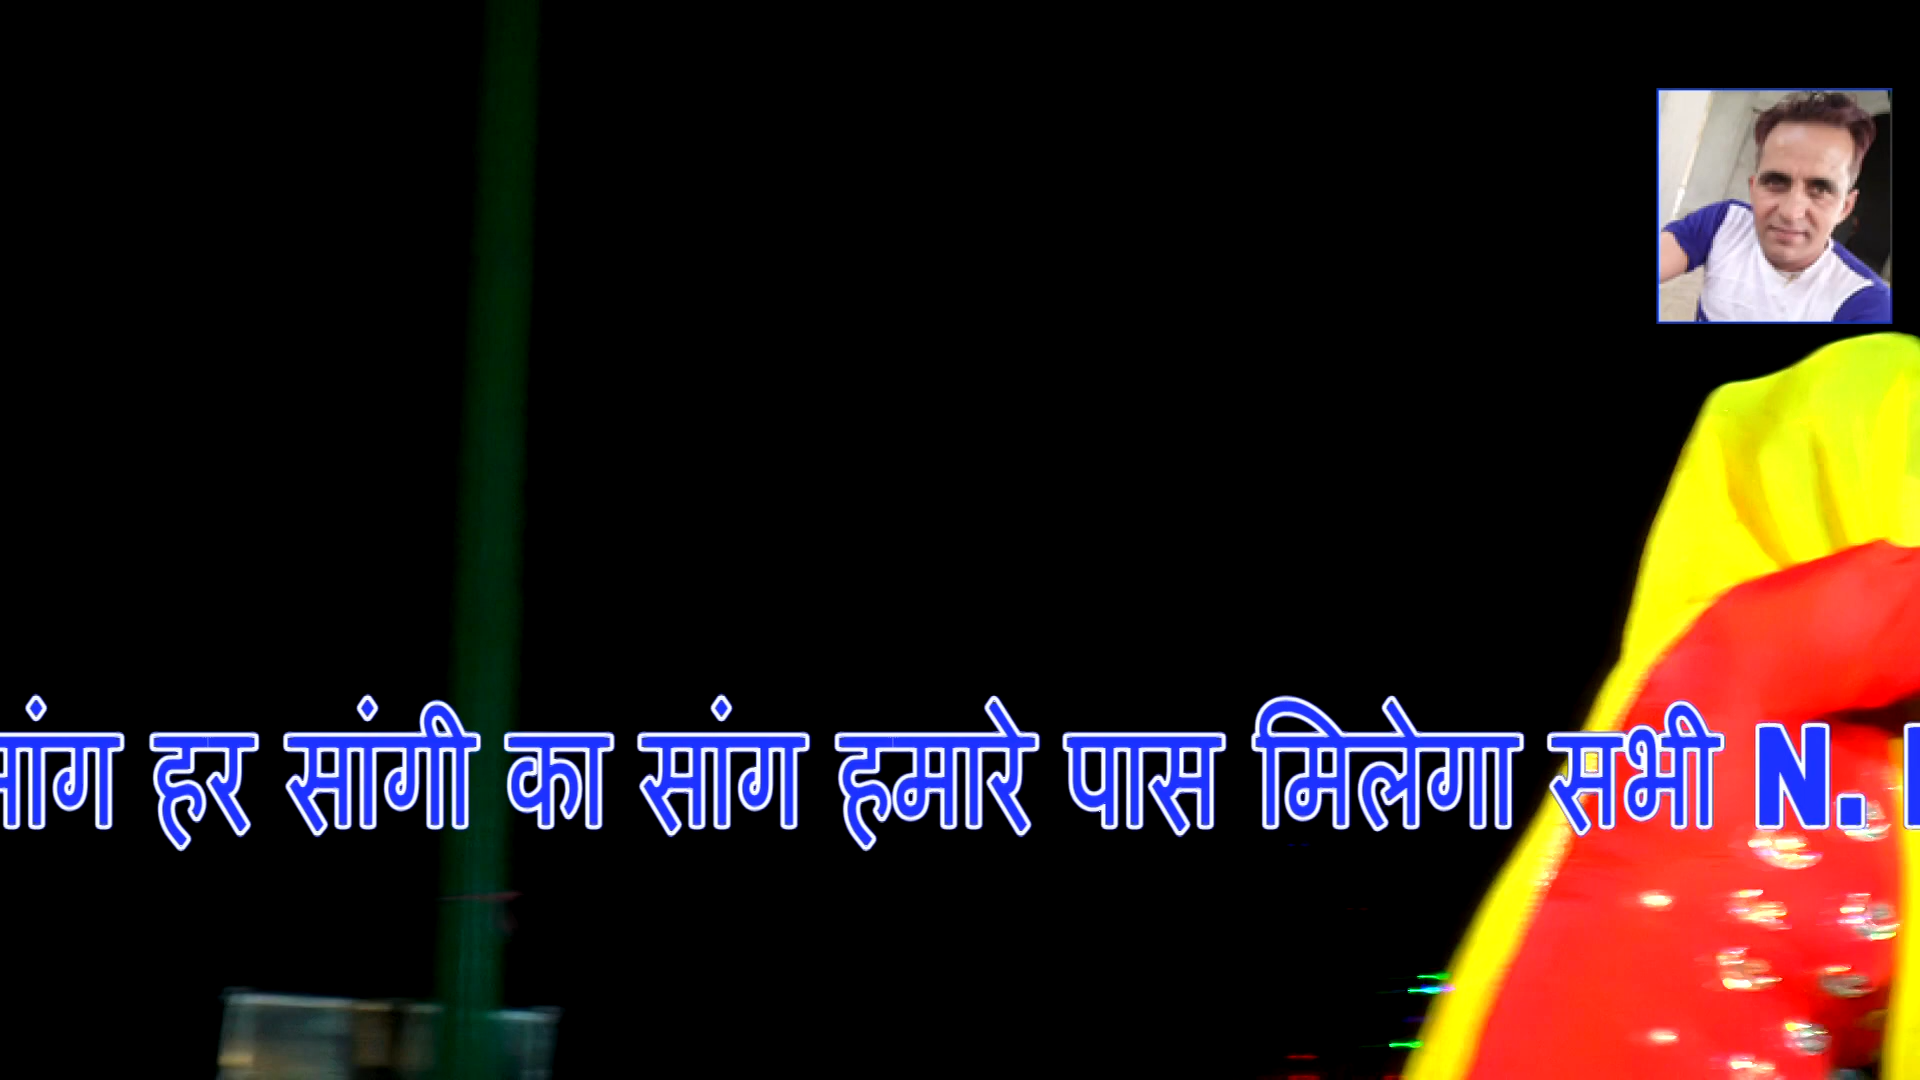 सांग हर सांगी का सांग हमारे पास मिलेगा सभी N.